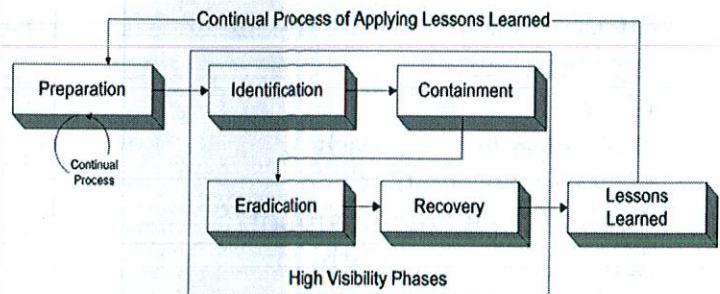 Continual Process of Applying Lessons Learned
Preparation
Identification
Containment
Continual
Process
Eradication
Recovery
Lessons
Learned
High Visibility Phases